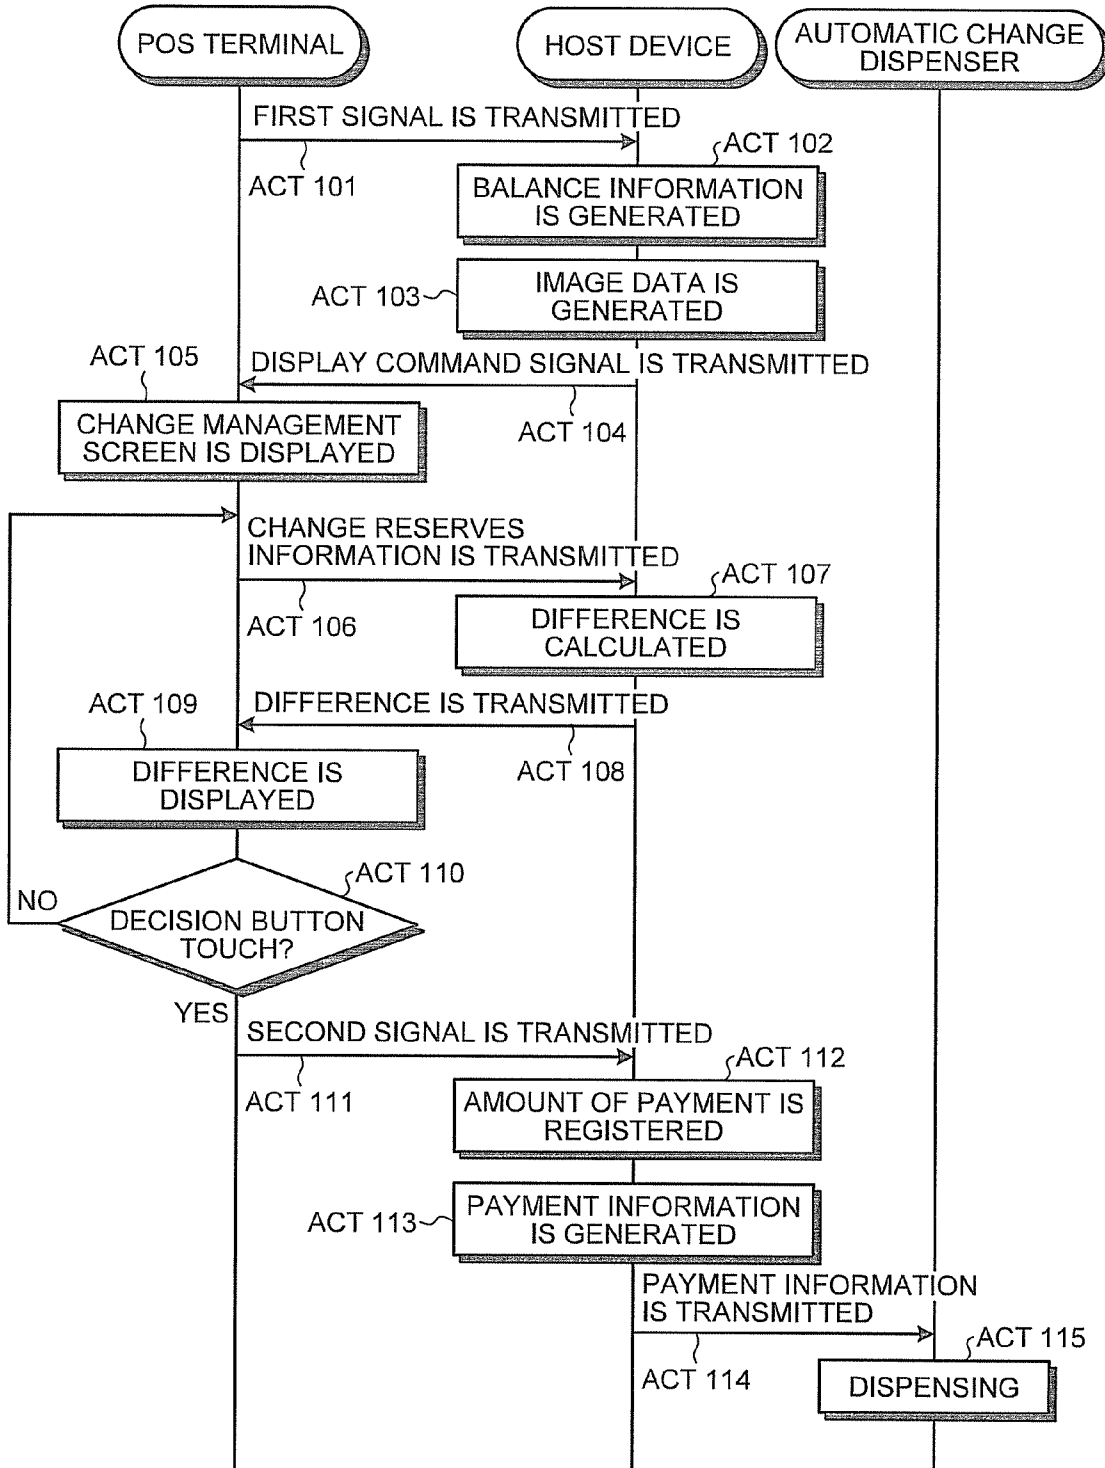 POS TERMINAL
HOST DEVICE
AUTOMATIC CHANGE
DISPENSER
FIRST SIGNAL IS TRANSMITTED
ACT 101
ACT 102
BALANCE INFORMATION
IS GENERATED
ACT 103
IMAGE DATA IS
GENERATED
ACT 105
DISPLAY COMMAND SIGNAL IS TRANSMITTED
ACT 104
CHANGE MANAGEMENT
SCREEN IS DISPLAYED
CHANGE RESERVES
INFORMATION IS TRANSMITTED
ACT 106
ACT 107
DIFFERENCE IS
CALCULATED
ACT 109
DIFFERENCE IS TRANSMITTED
ACT 108
DIFFERENCE IS
DISPLAYED
ACT 110
NO
DECISION BUTTON
TOUCH?
YES
SECOND SIGNAL IS TRANSMITTED
ACT 111
ACT 112
AMOUNT OF PAYMENT IS
REGISTERED
ACT 113
PAYMENT INFORMATION
IS GENERATED
PAYMENT INFORMATION
IS TRANSMITTED
ACT 114
ACT 115
DISPENSING